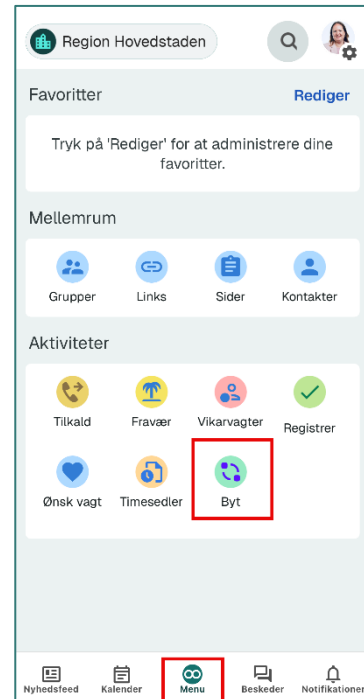 Region Hovedstaden
Favoritter
Rediger
Tryk på 'Rediger' for at administrere dine
favoritter.
Mellemrum
Grupper
Links
Sider
Kontakter
Aktiviteter
Tilkald
Fravær
Vikarvagter
Registrer
Ønsk vagt
Timesedler
Byt
Nyhedsfeed
Kalender
Menu
Beskeder
Notifikationer